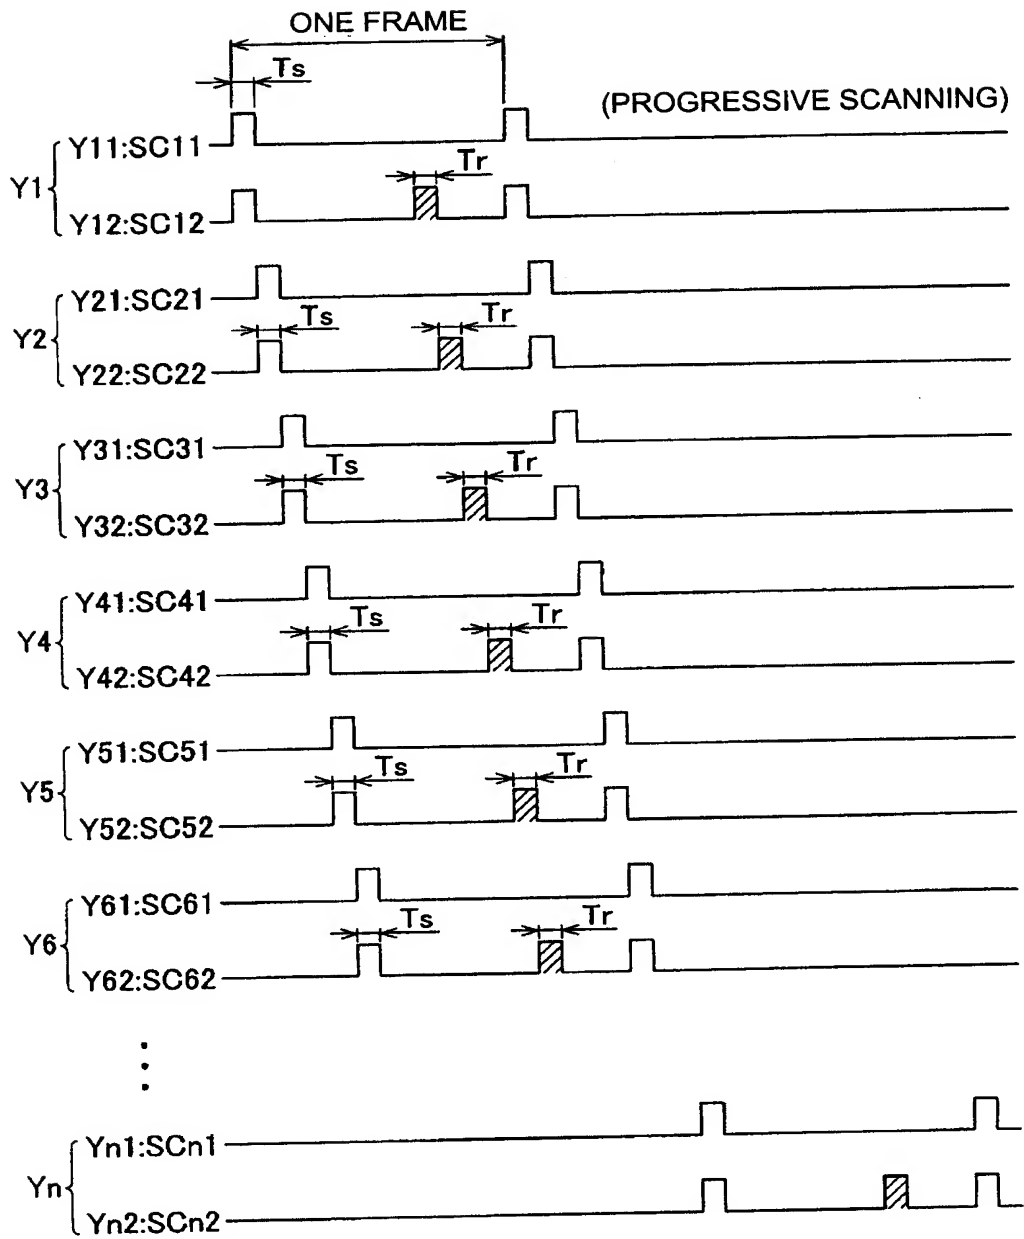 ONE FRAME
Ts
(PROGRESSIVE SCANNING)
Y11:SC11
Tr
Y1
Y12:SC12
Y21:SC21
Ts Tr
Y2
Y22:SC22
Y31:SC31
Ts Tr
Y3
Y32:SC32
Y41:SC41
Ts Tr
Y4
Y42:SC42
Y51:SC51
Ts Tr
Y5
Y52:SC52
Y61:SC61
Ts Tr
Y6
Y62:SC62
Yn1:SCn1
Yn
Yn2:SCn2